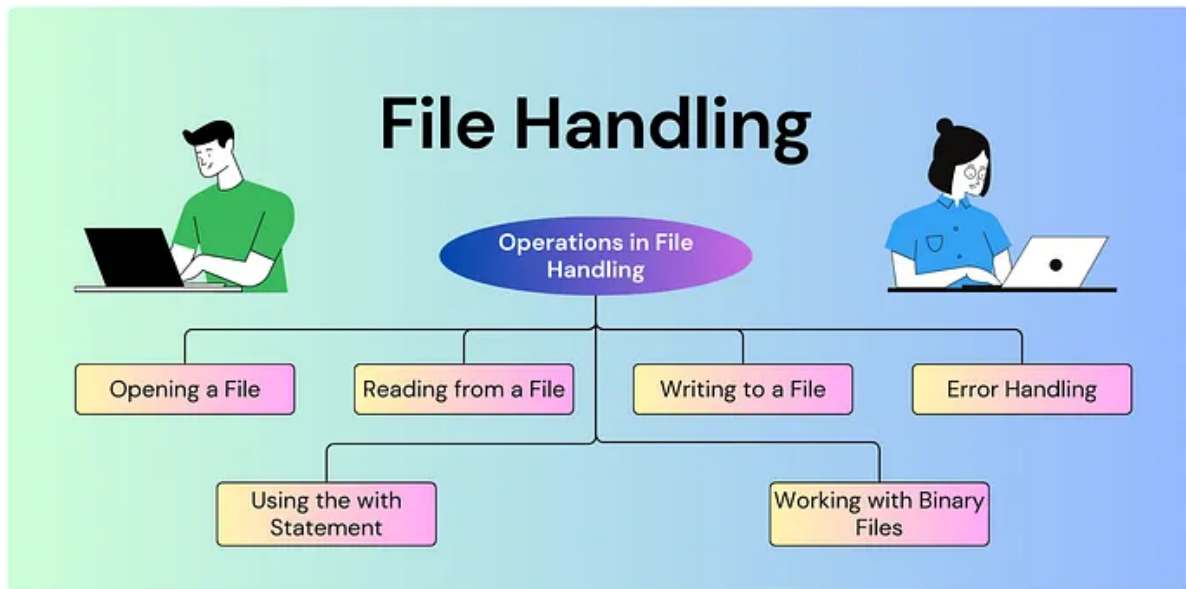 File Handling
Operations in File
Handling
Opening a File
Reading from a File
Writing to a File
Error Handling
Using the with
Statement
Working with Binary
Files